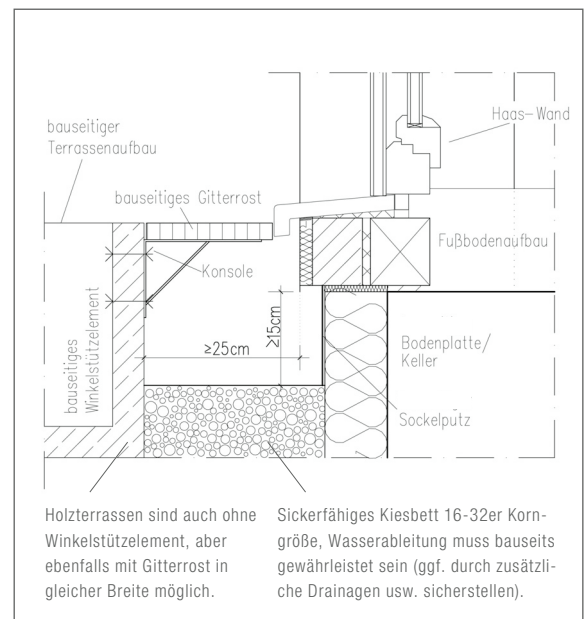 Haas-Wand
bauseitiger
Terrassenaufbau
bauseitiges Gitterrost
Fußbodenaufbau
Konsole
bauseitiges
Winkelstützelement
≥15cm
≥25cm
Bodenplatte/
Keller
Sockelpütz
Holzterrassen sind auch ohne
Winkelstützelement, aber
ebenfalls mit Gitterrost in
gleicher Breite möglich.
Sickerfähiges Kiesbett 16-32er Korn-
größe, Wasserableitung muss bauseits
gewährleistet sein (ggf. durch zusätzli-
che Drainagen usw. sicherstellen).